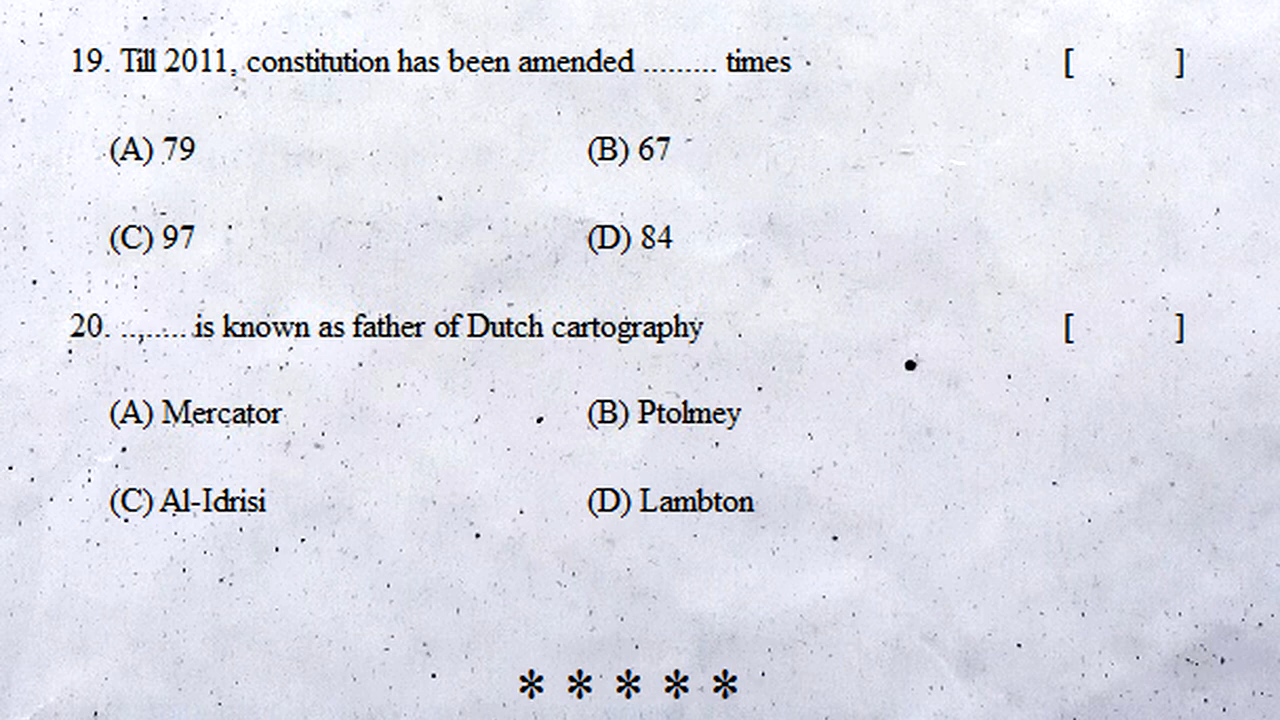 19. Till 2011, constitution has been amended ......... times [ ]
(A) 79 (B) 67
(C) 97 (D) 84
20. ......... is known as father of Dutch cartography [ ]
(A) Mercator (B) Ptolmey
(C) Al-Idrisi (D) Lambton
* * * * *